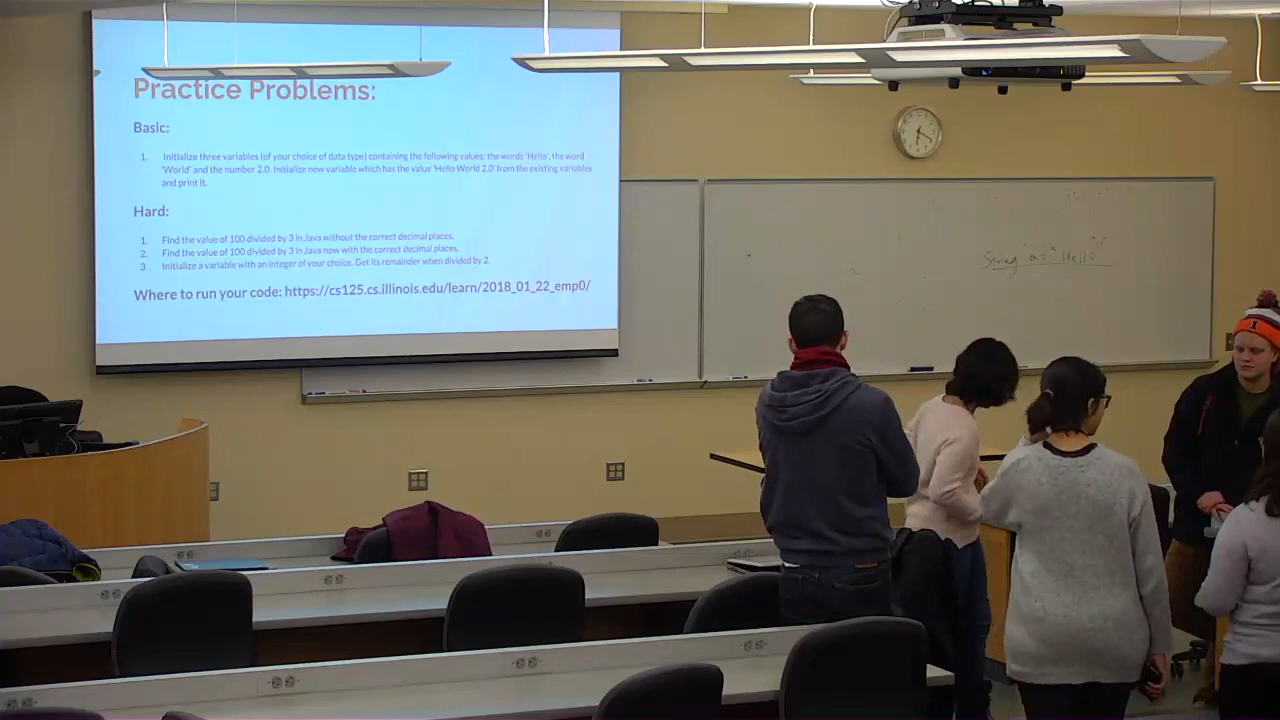 Practice Problems:
Basic:
1. Initialize three variables (of your choice of data type) containing the following values: the words 'Hello', the word
'World' and the number 2.0. Initialize new variable which has the value 'Hello World 2.0' from the existing variables
and print it.
Hard:
1. Find the value of 100 divided by 3 in Java without the correct decimal places.
2. Find the value of 100 divided by 3 in Java now with the correct decimal places.
3. Initialize a variable with an integer of your choice. Get its remainder when divided by 2.
Where to run your code: https://cs125.cs.illinois.edu/learn/2018_01_22_emp0/
String a = "Hello"
I